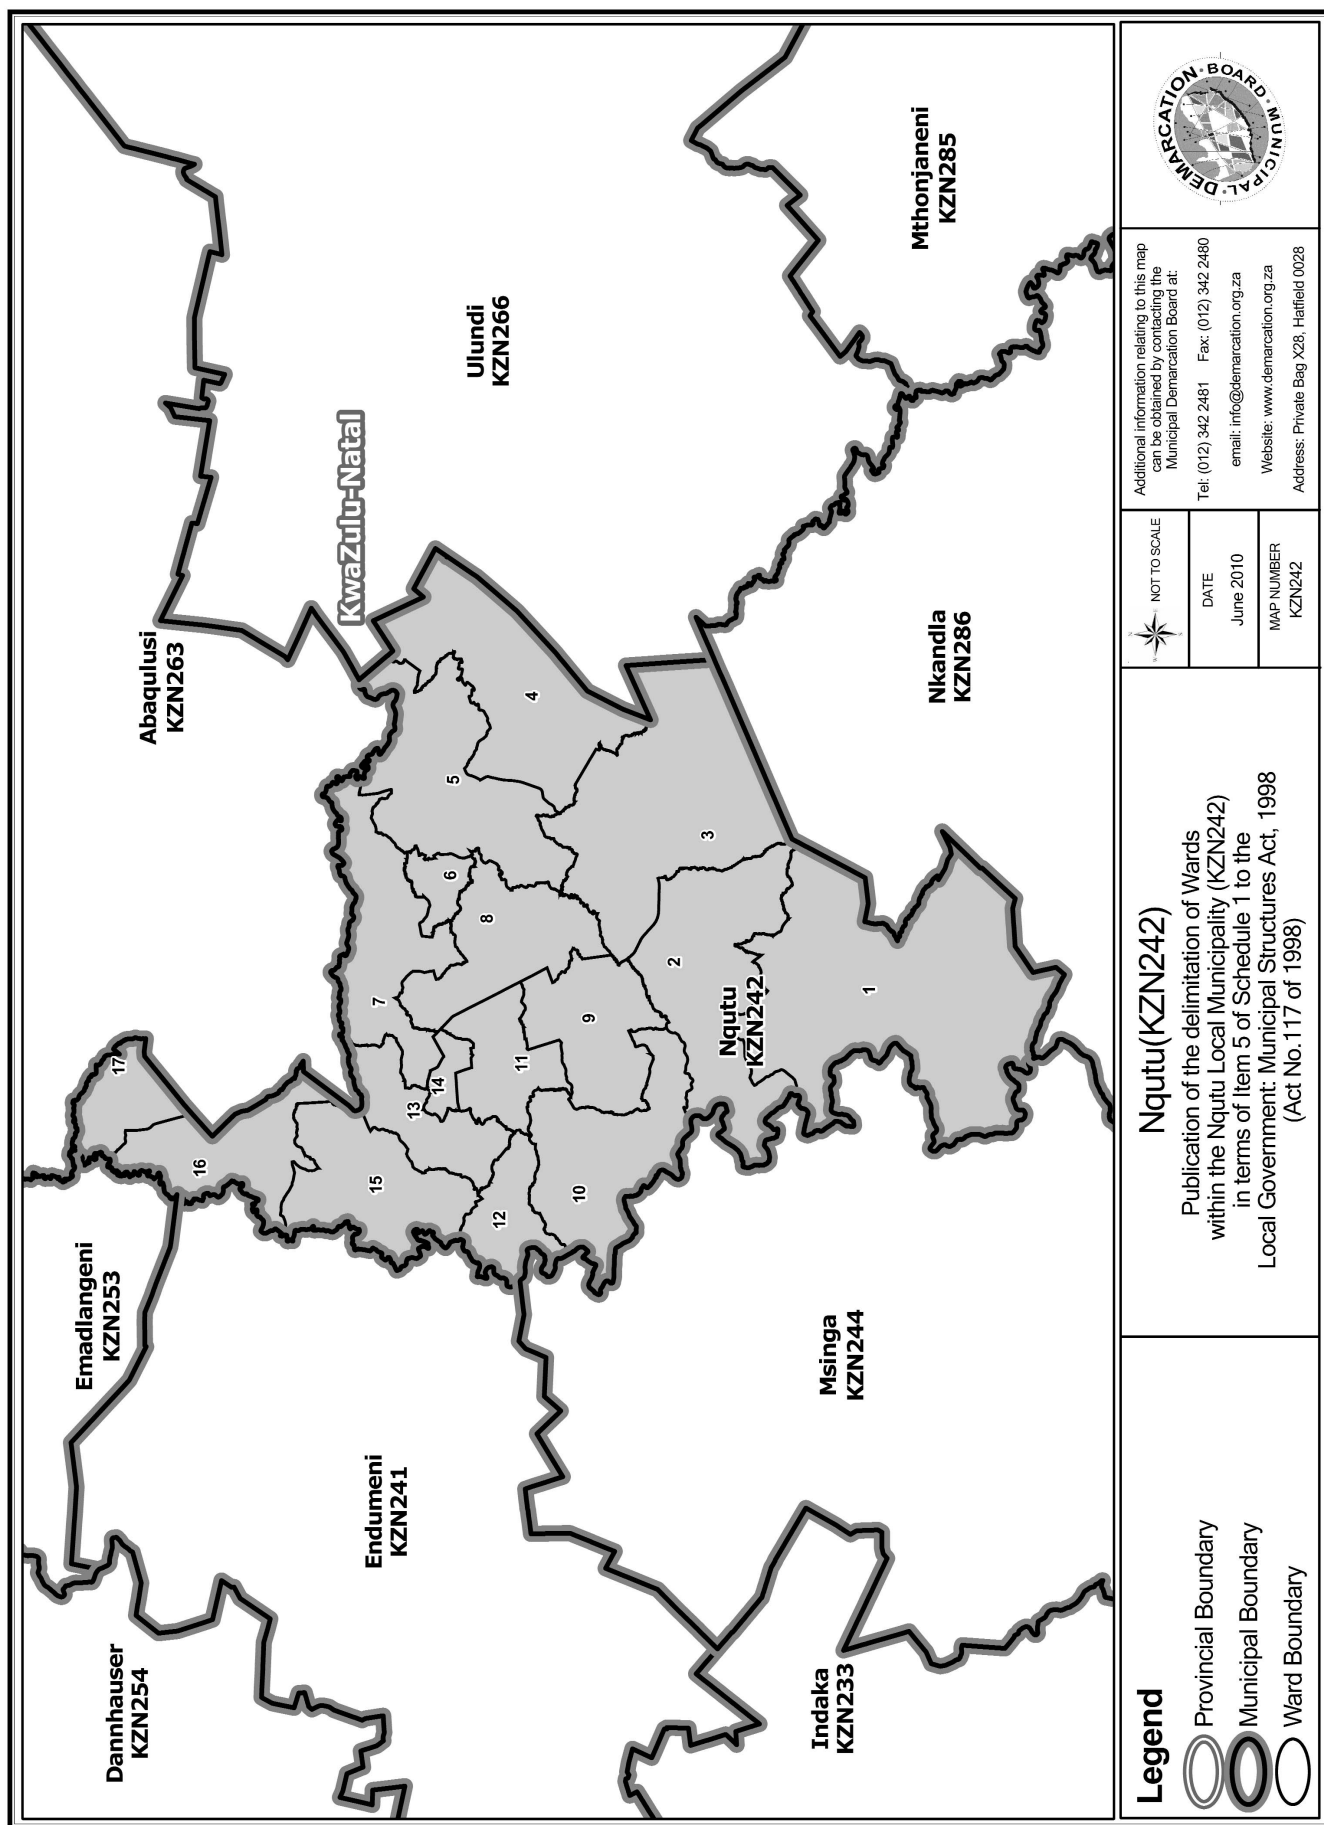 Dannhauser
KZN254
Emadlangeni
KZN253
Abaqulusi
KZN263
Endumeni
KZN241
KwaZulu-Natal
Ulundi
KZN266
Indaka
KZN233
Msinga
KZN244
Nqutu
KZN242
Nkandla
KZN286
Mthonjaneni
KZN285
17
16
15
13
14
7
6
5
12
11
8
4
10
9
2
3
1
Legend
Provincial Boundary
Municipal Boundary
Ward Boundary
Nqutu(KZN242)
Publication of the delimitation of Wards
within the Nqutu Local Municipality (KZN242)
in terms of Item 5 of Schedule 1 to the
Local Government: Municipal Structures Act, 1998
(Act No.117 of 1998)
NOT TO SCALE
DATE
June 2010
MAP NUMBER
KZN242
Additional information relating to this map
can be obtained by contacting the
Municipal Demarcation Board at:
Tel: (012) 342 2481 Fax: (012) 342 2480
email: info@demarcation.org.za
Website: www.demarcation.org.za
Address: Private Bag X28, Hatfield 0028
MUNICIPAL·DEMARCATION·BOARD·